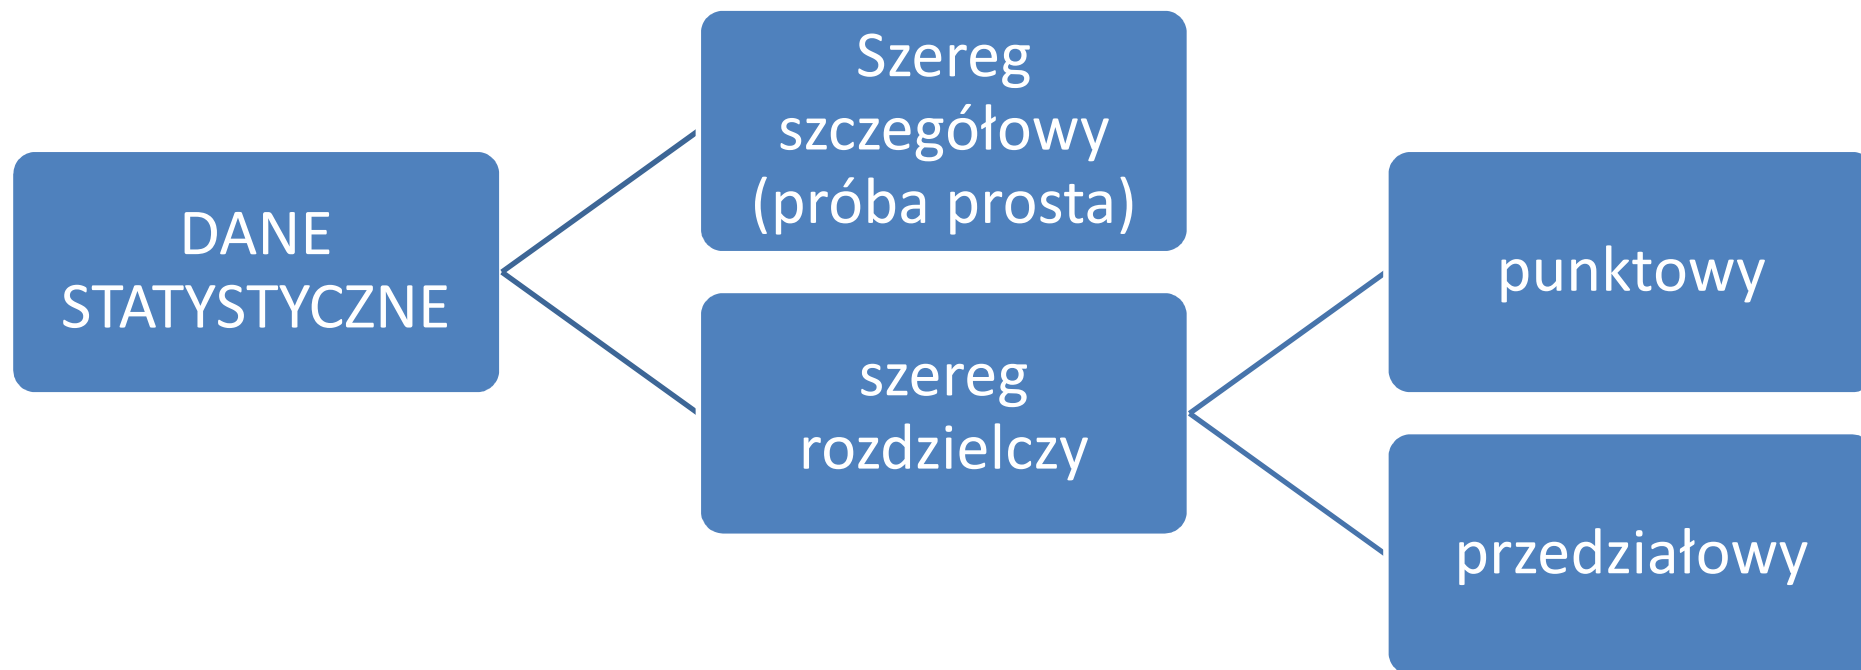 DANE
STATYSTYCZNE
Szereg
szczegółowy
(próba prosta)
szereg
rozdzielczy
punktowy
przedziałowy